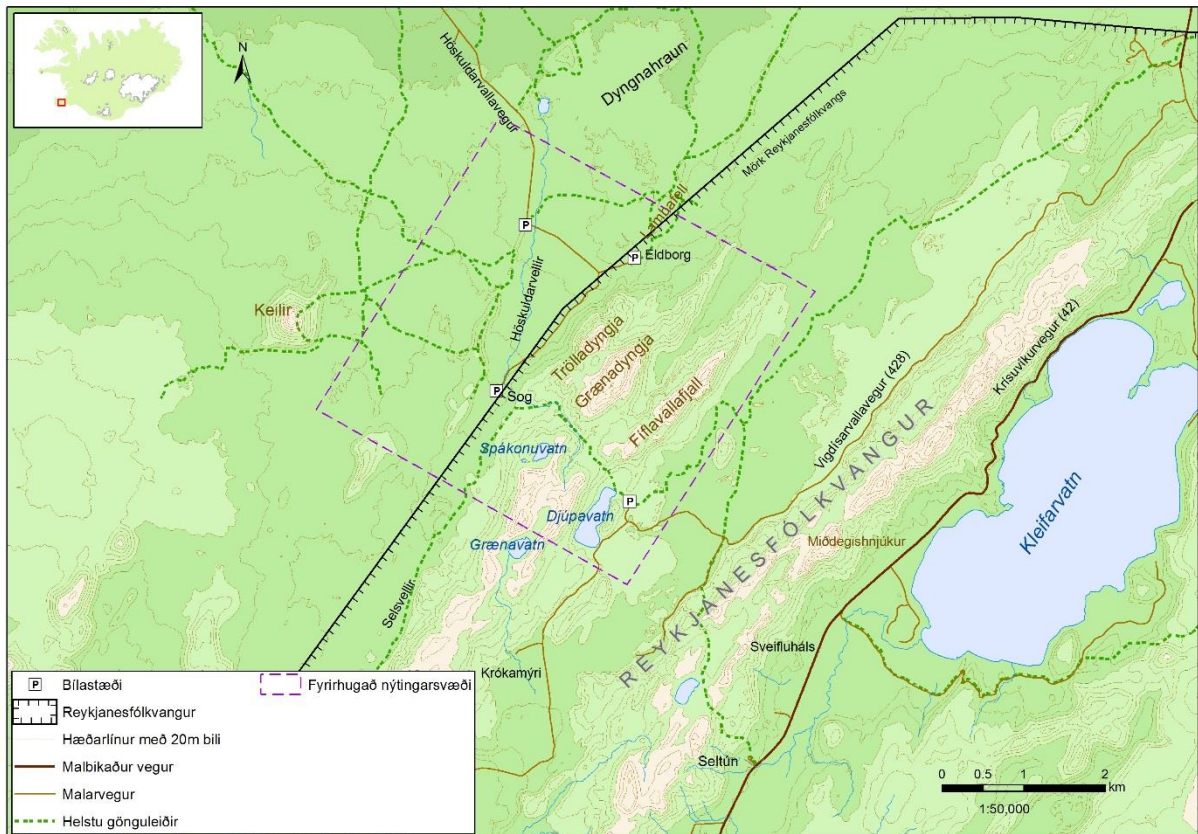 N
Höskuldarvallavegur
Dyngnahraun
Mörk Reykjanesfólkvangs
Lambafell
P
P
Eldborg
Höskuldarvellir
Keilir
Trölladyngja
Grænadyngja
Fíflavallafjall
P
Sog
Spákonuvatn
P
Djúpavatn
Grænavatn
Selsvellir
Krókamýri
Vigdísarvallavegur (428)
Krísuvíkurvegur (42)
REYKJANESFÓLKVANGUR
Miðdegishnjúkur
Kleifarvatn
Sveifluháls
Seltún
P Bílastæði
Fyrirhugað nýtingarsvæði
Reykjanesfólkvangur
Hæðarlínur með 20m bili
Malbikaður vegur
Malarvegur
Helstu gönguleiðir
0 0.5 1 2
km
1:50,000